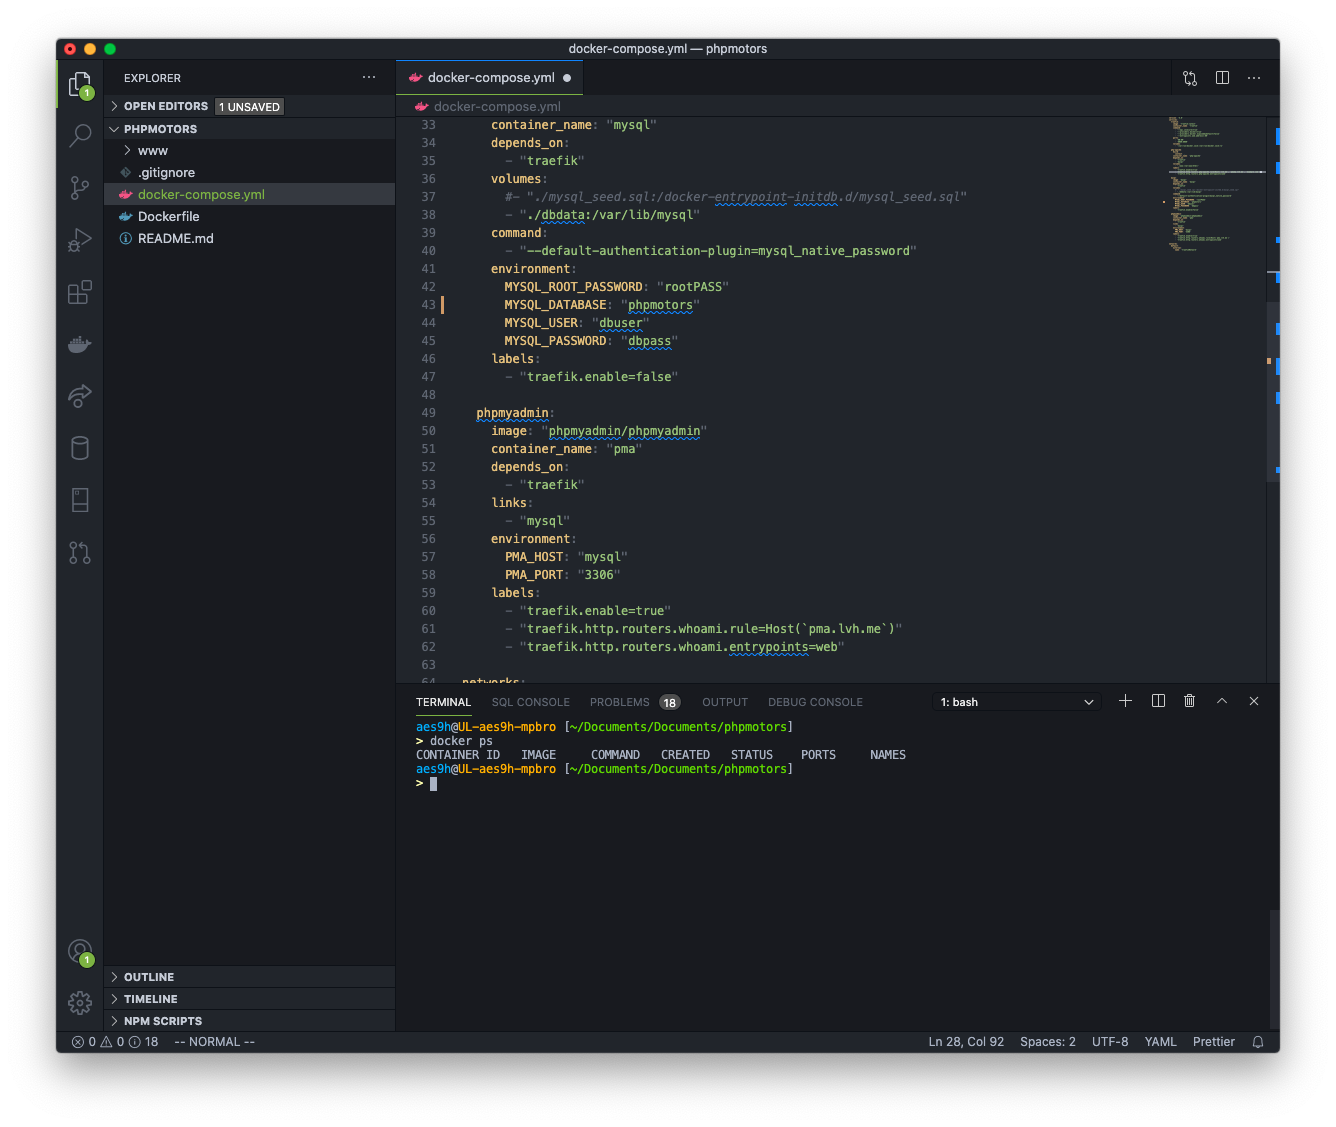 docker-compose.yml — phpmotors
EXPLORER
OPEN EDITORS 1 UNSAVED
PHPMOTORS
www
.gitignore
docker-compose.yml
Dockerfile
README.md
OUTLINE
TIMELINE
NPM SCRIPTS
1
1
docker-compose.yml
docker-compose.yml
33 container_name: "mysql"
34 depends_on:
35 - "traefik"
36 volumes:
37 #- "./mysql_seed.sql:/docker-entrypoint-initdb.d/mysql_seed.sql"
38 - "./dbdata:/var/lib/mysql"
39 command:
40 - "--default-authentication-plugin=mysql_native_password"
41 environment:
42 MYSQL_ROOT_PASSWORD: "rootPASS"
43 MYSQL_DATABASE: "phpmotors"
44 MYSQL_USER: "dbuser"
45 MYSQL_PASSWORD: "dbpass"
46 labels:
47 - "traefik.enable=false"
48
49 phpmyadmin:
50 image: "phpmyadmin/phpmyadmin"
51 container_name: "pma"
52 depends_on:
53 - "traefik"
54 links:
55 - "mysql"
56 environment:
57 PMA_HOST: "mysql"
58 PMA_PORT: "3306"
59 labels:
60 - "traefik.enable=true"
61 - "traefik.http.routers.whoami.rule=Host(`pma.lvh.me`)"
62 - "traefik.http.routers.whoami.entrypoints=web"
63
64 networks:
TERMINAL SQL CONSOLE PROBLEMS 18 OUTPUT DEBUG CONSOLE 1: bash
aes9h@UL-aes9h-mpbro [~/Documents/Documents/phpmotors]
> docker ps
CONTAINER ID IMAGE COMMAND CREATED STATUS PORTS NAMES
aes9h@UL-aes9h-mpbro [~/Documents/Documents/phpmotors]
>
0 0 18 -- NORMAL -- Ln 28, Col 92 Spaces: 2 UTF-8 YAML Prettier